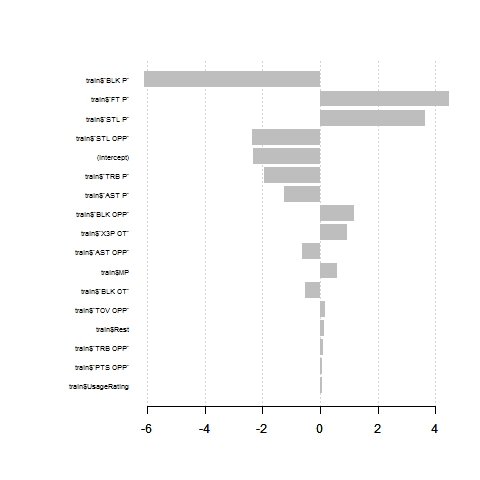 train$`BLK P`
train$`FT P`
train$`STL P`
train$`STL OPP`
(Intercept)
train$`TRB P`
train$`AST P`
train$`BLK OPP`
train$`X3P OT`
train$`AST OPP`
train$MP
train$`BLK OT`
train$`TOV OPP`
train$Rest
train$`TRB OPP`
train$`PTS OPP`
train$UsageRating
-6 -4 -2 0 2 4